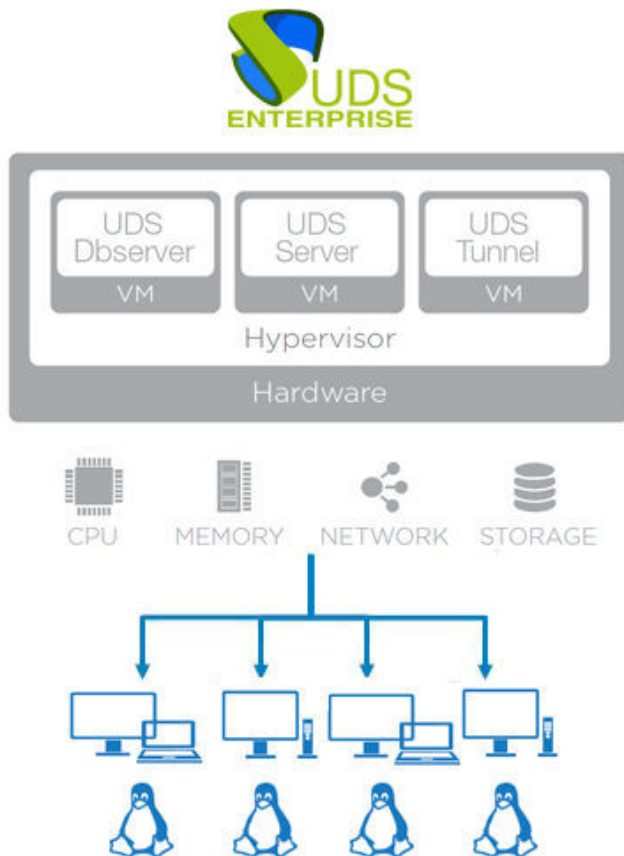 UDS
ENTERPRISE
UDS
Dbserver
VM
UDS
Server
VM
UDS
Tunnel
VM
Hypervisor
Hardware
CPU
MEMORY
NETWORK
STORAGE